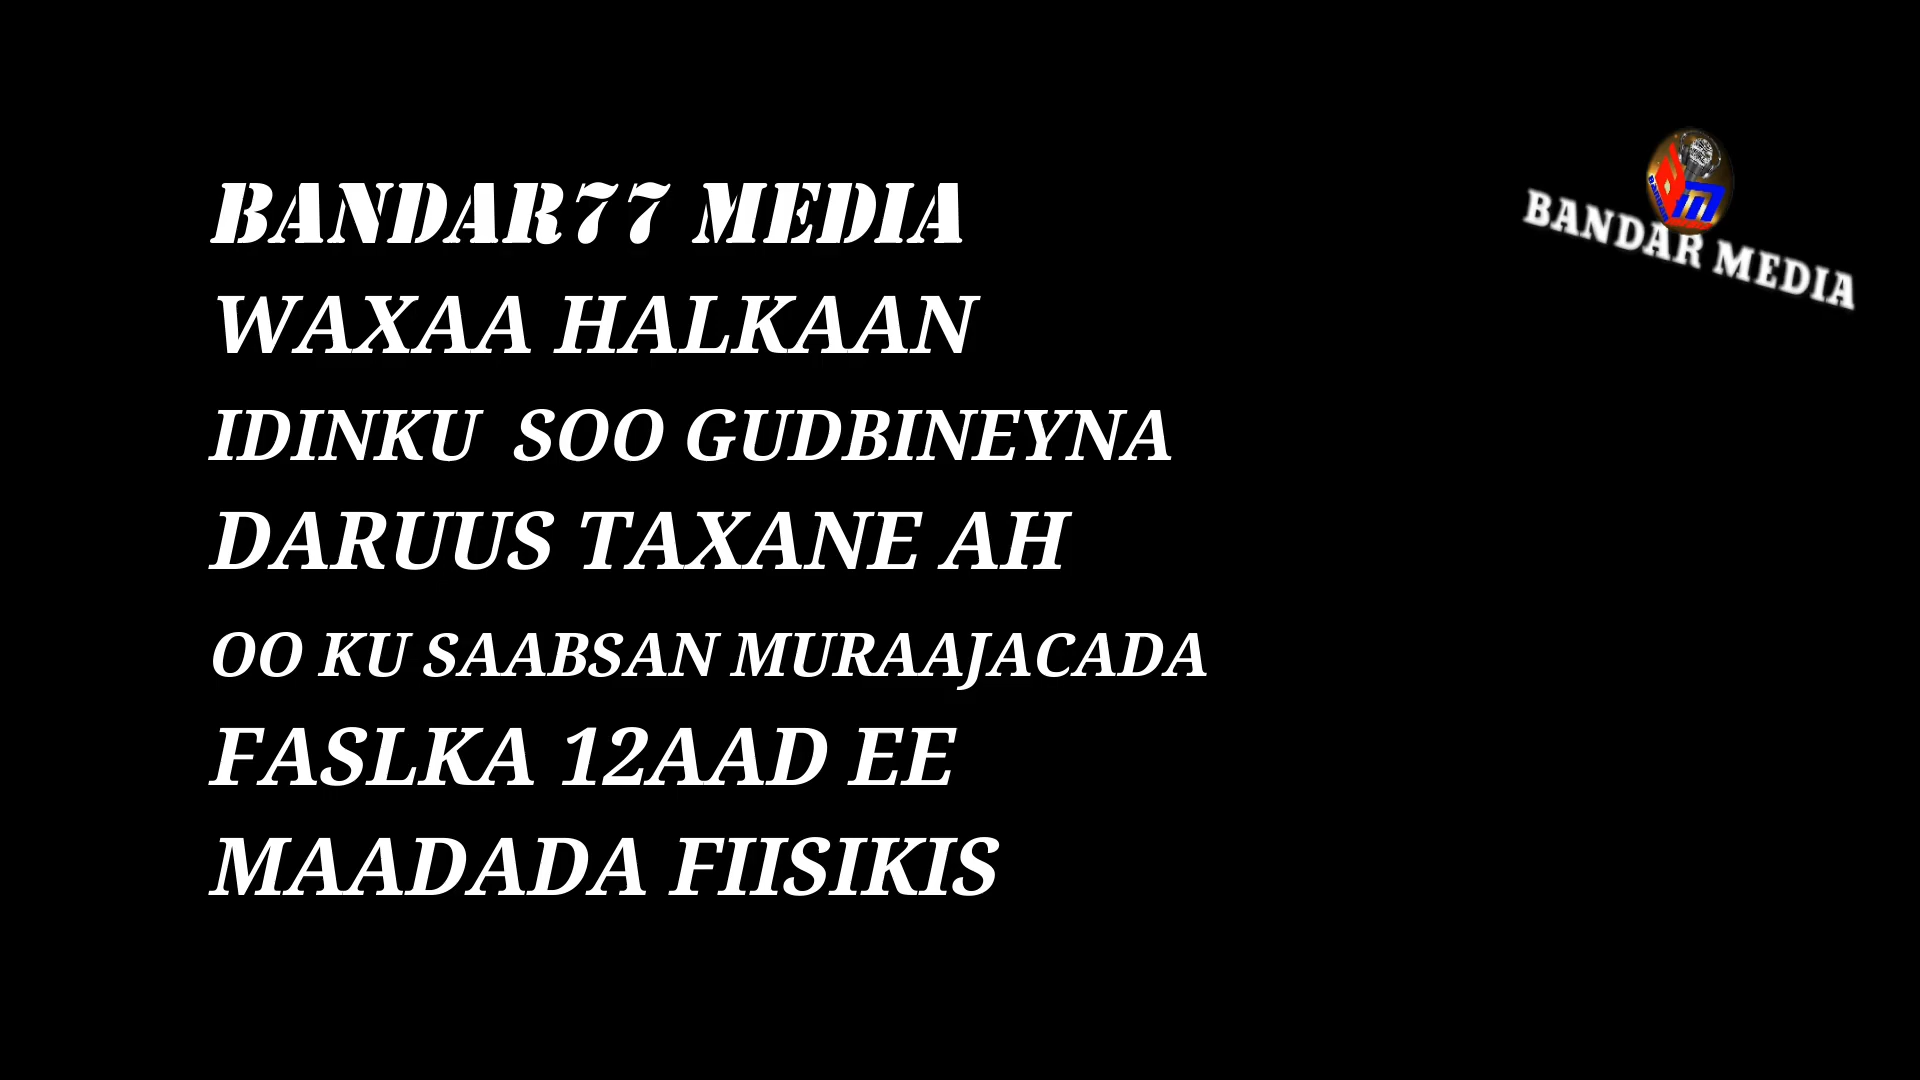 BANDAR77 MEDIA
WAXAA HALKAAN
IDINKU SOO GUDBINEYNA
DARUUS TAXANE AH
OO KU SAABSAN MURAAJACADA
FASLKA 12AAD EE
MAADADA FIISIKIS
BANDAR MEDIA